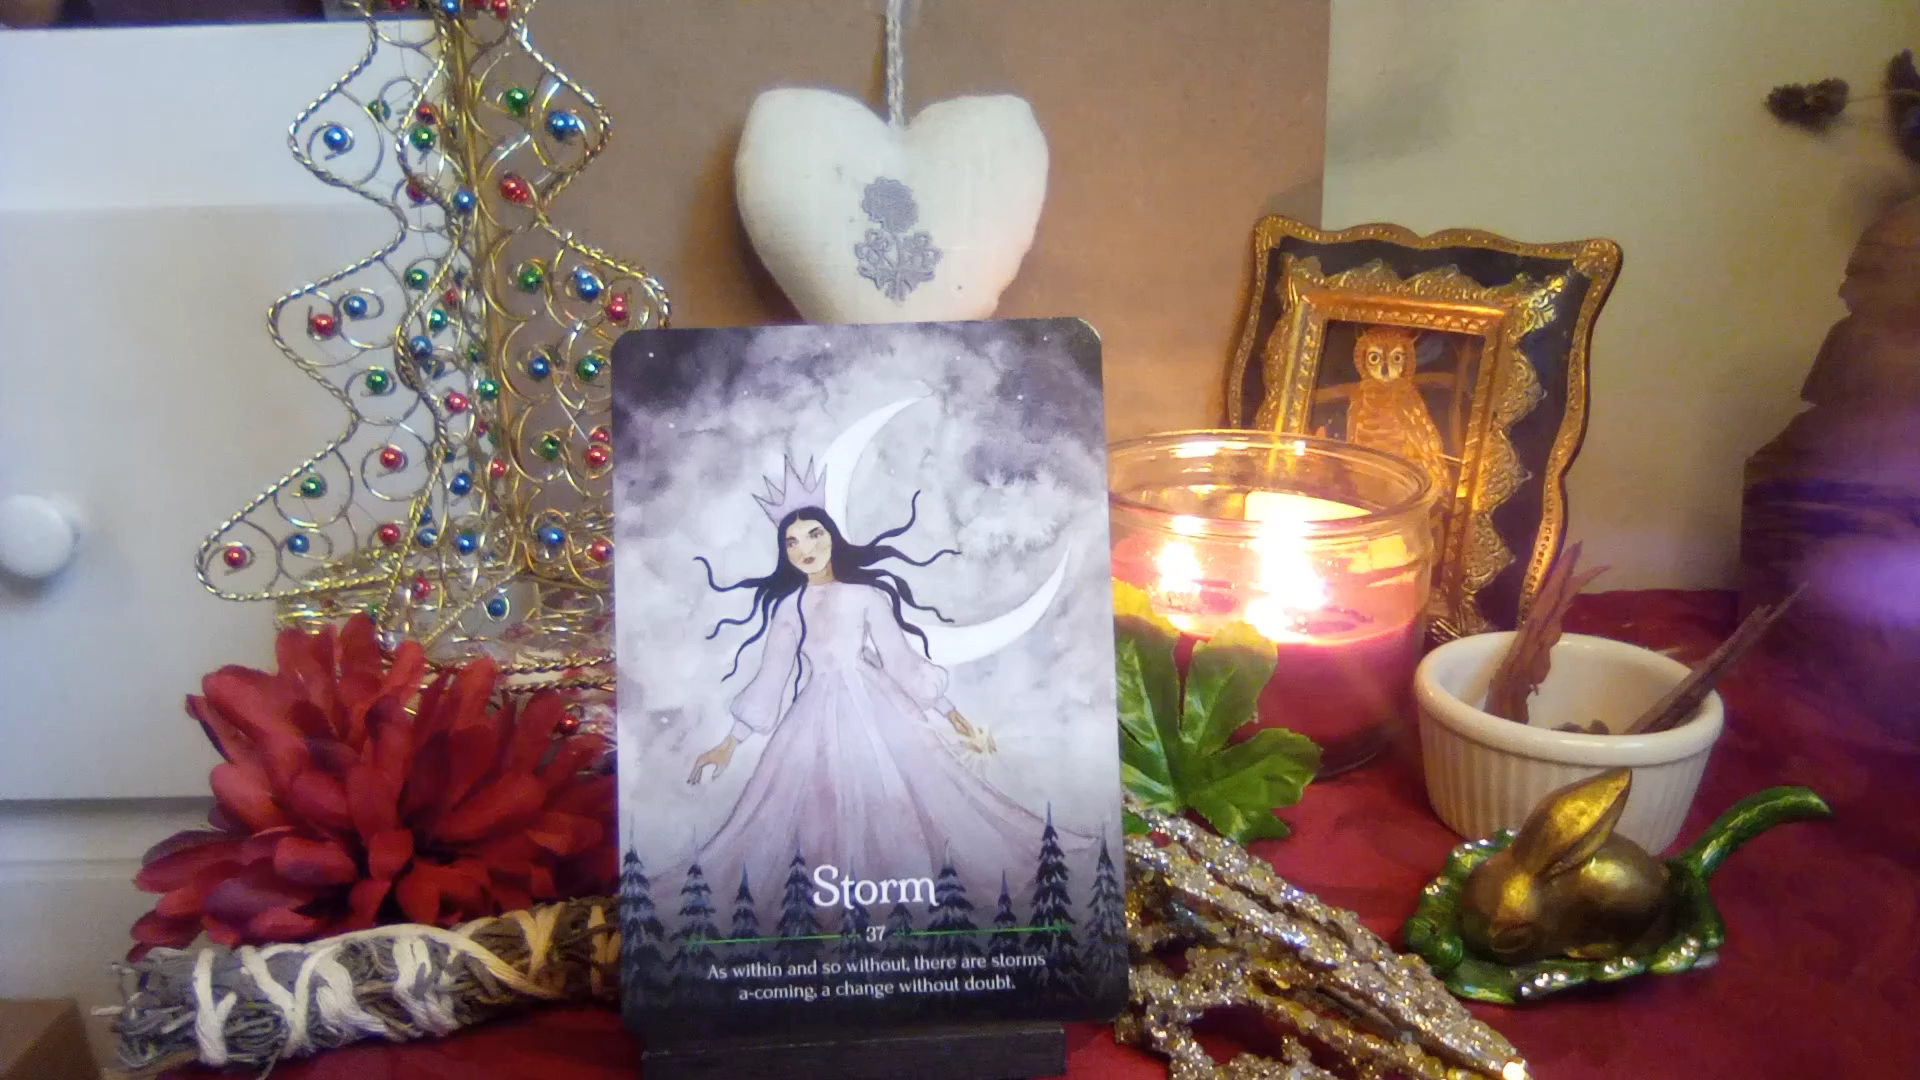 Storm
37
As within and so without, there are storms
a-coming, a change without doubt.